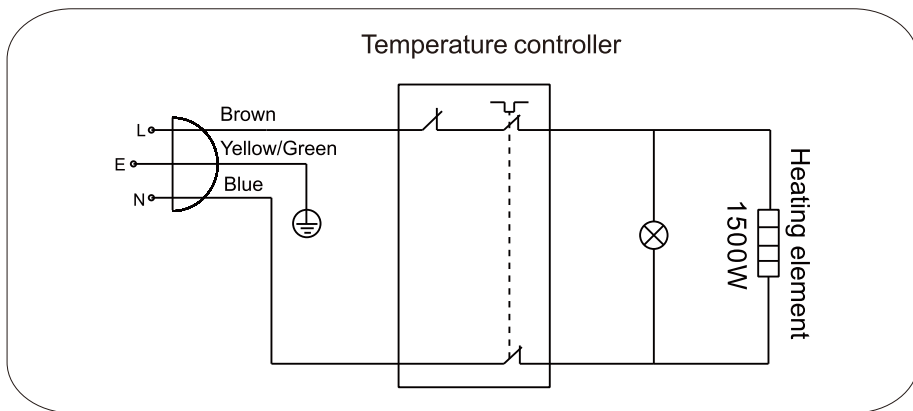 Temperature controller
Brown
L
Yellow/Green
E
Blue
N
Heating element
1500W